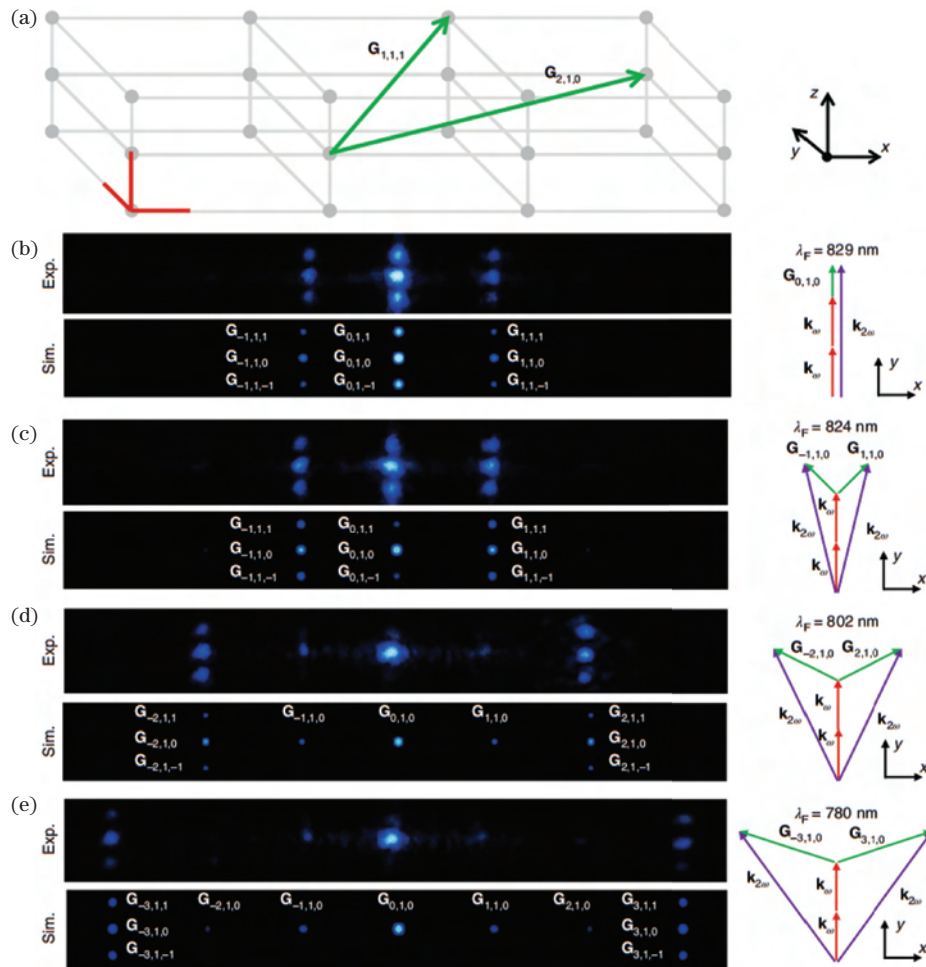 (a)
G1,1,1
G2,1,0
z
y
x
(b)
Exp.
Sim.
G-1,1,1 G0,1,1 G1,1,1
G-1,1,0 G0,1,0 G1,1,0
G-1,1,-1 G0,1,-1 G1,1,-1
λF = 829 nm
G0,1,0
kω k2ω
kω
y
x
(c)
Exp.
Sim.
G-1,1,1 G0,1,1 G1,1,1
G-1,1,0 G0,1,0 G1,1,0
G-1,1,-1 G0,1,-1 G1,1,-1
λF = 824 nm
G-1,1,0 G1,1,0
kω
k2ω k2ω
kω
y
x
(d)
Exp.
Sim.
G-2,1,1 G-1,1,0 G0,1,0 G1,1,0 G2,1,1
G-2,1,0 G2,1,0
G-2,1,-1 G2,1,-1
λF = 802 nm
G-2,1,0 G2,1,0
kω
k2ω kω k2ω
y
x
(e)
Exp.
Sim.
G-3,1,1 G-2,1,0 G-1,1,0 G0,1,0 G1,1,0 G2,1,0 G3,1,1
G-3,1,0 G3,1,0
G-3,1,-1 G3,1,-1
λF = 780 nm
G-3,1,0 G3,1,0
kω
k2ω k2ω
kω
y
x